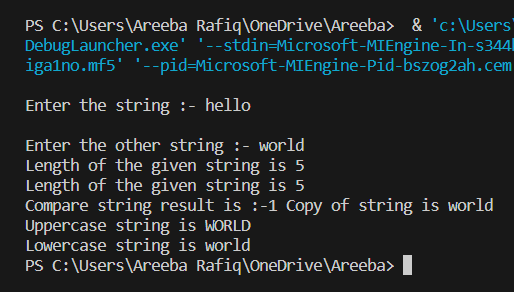 PS C:\Users\Areeba Rafiq\OneDrive\Areeba>  & 'c:\Users\
DebugLauncher.exe' '--stdin=Microsoft-MIEngine-In-s344
iga1no.mf5' '--pid=Microsoft-MIEngine-Pid-bszog2ah.cem
Enter the string :- hello
Enter the other string :- world
Length of the given string is 5
Length of the given string is 5
Compare string result is :-1 Copy of string is world
Uppercase string is WORLD
Lowercase string is world
PS C:\Users\Areeba Rafiq\OneDrive\Areeba>